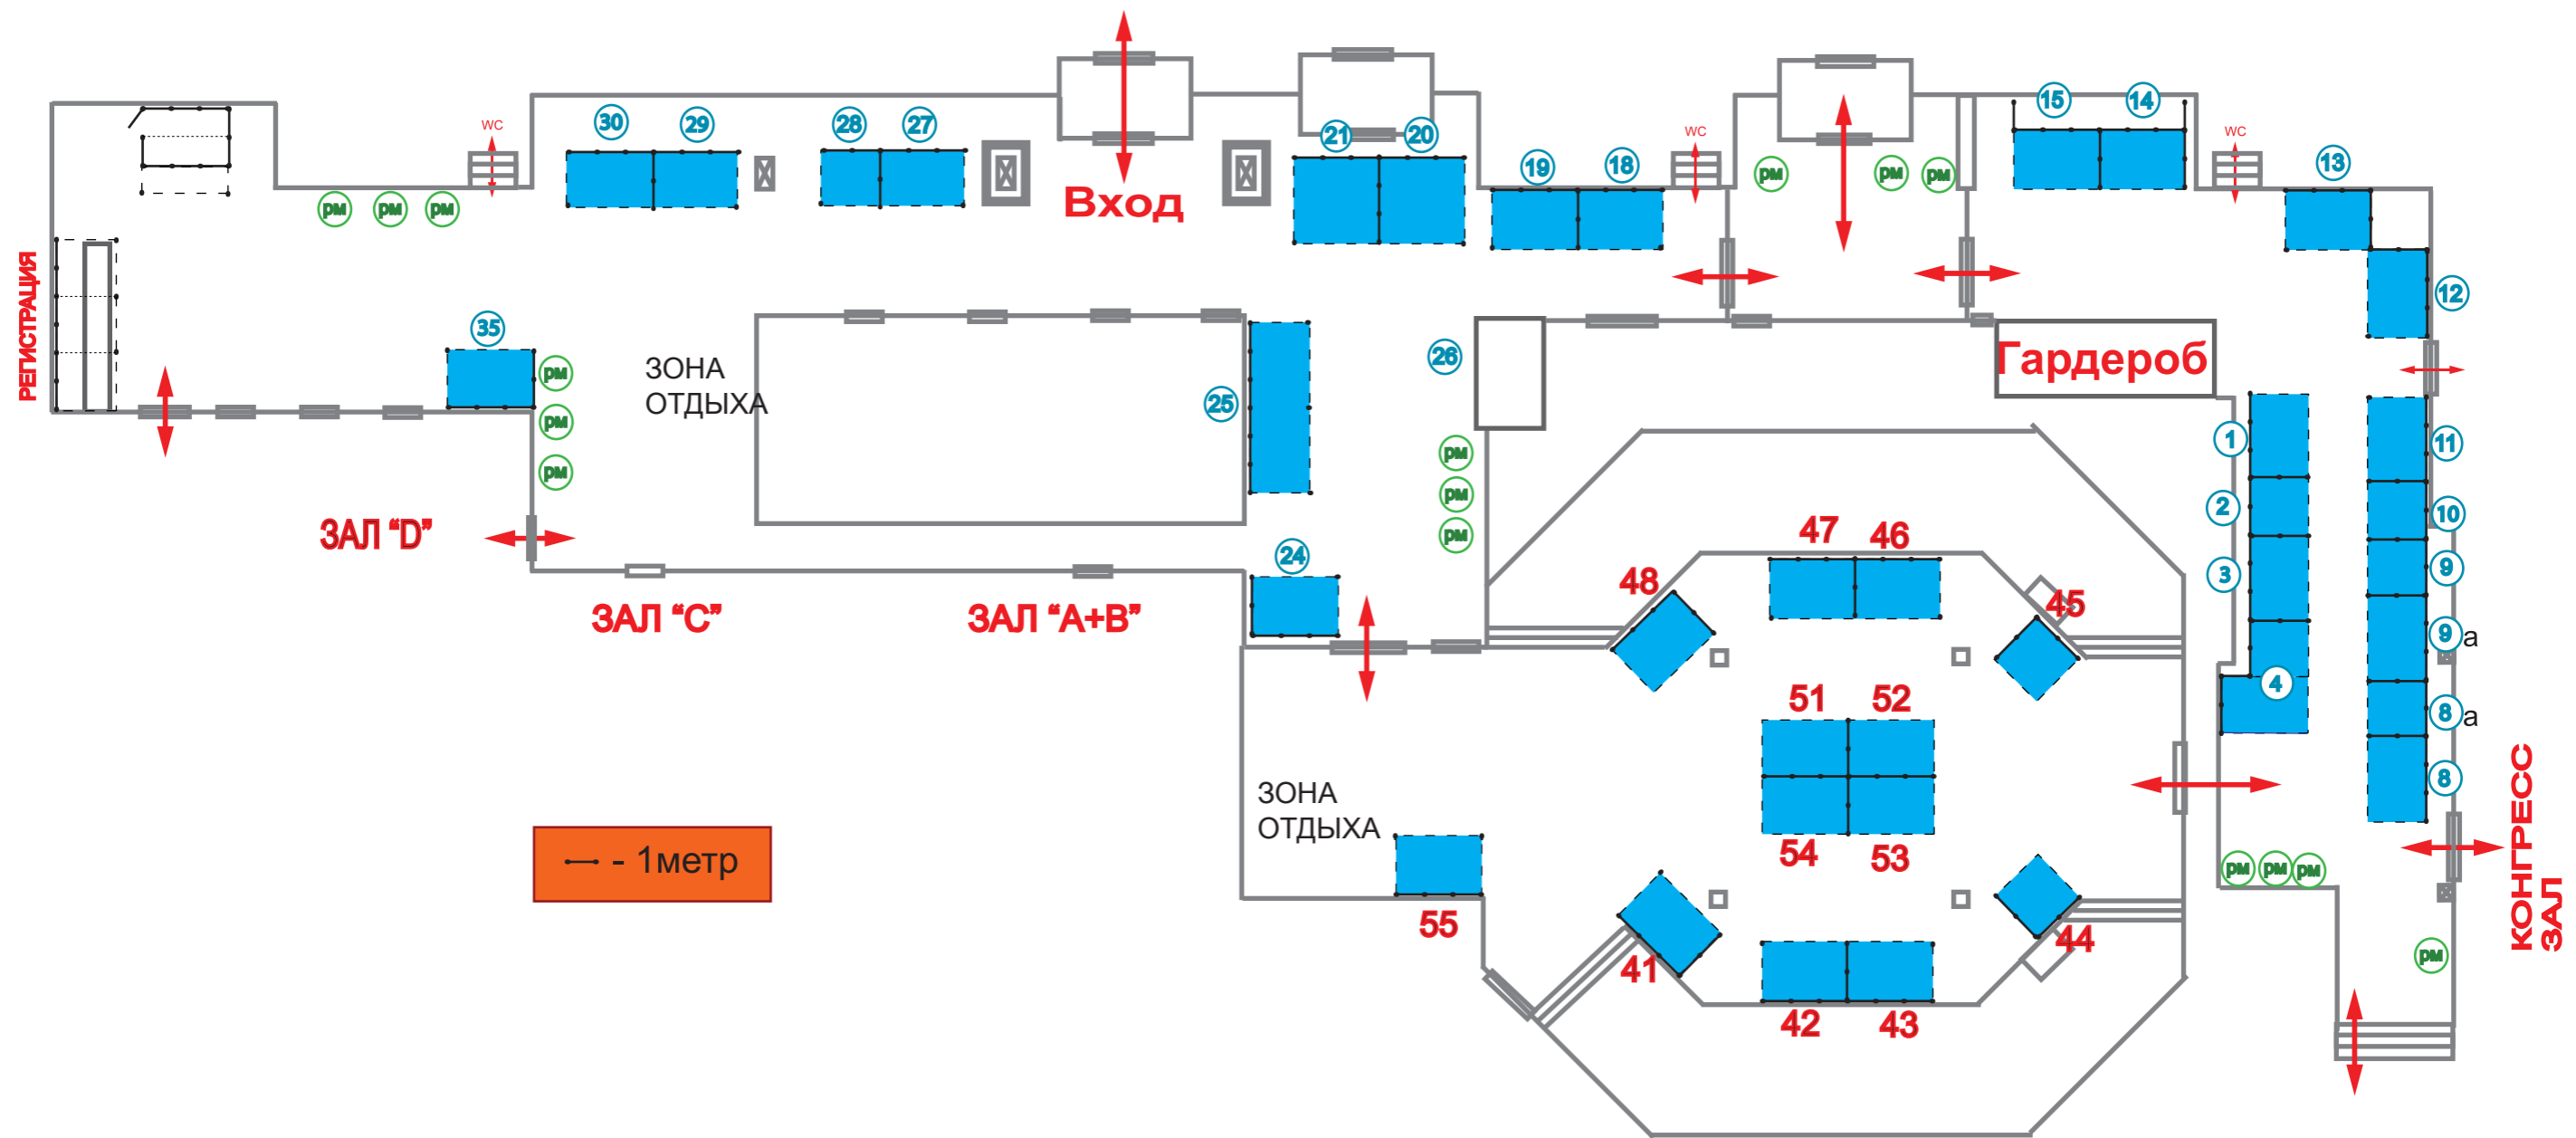 WC
30
29
28
27
21
20
Вход
19
18
WC
рм
рм
рм
15
14
WC
13
рм
рм
рм
РЕГИСТРАЦИЯ
35
рм
рм
рм
ЗОНА
ОТДЫХА
25
26
Гардероб
12
рм
рм
рм
1
2
3
4
11
10
9
9 а
8 а
8
ЗАЛ “D”
ЗАЛ “C”
ЗАЛ “A+B”
24
47
46
48
45
51
52
54
53
ЗОНА
ОТДЫХА
55
41
44
42
43
- 1метр
рм
рм
рм
рм
КОНГРЕСС
ЗАЛ